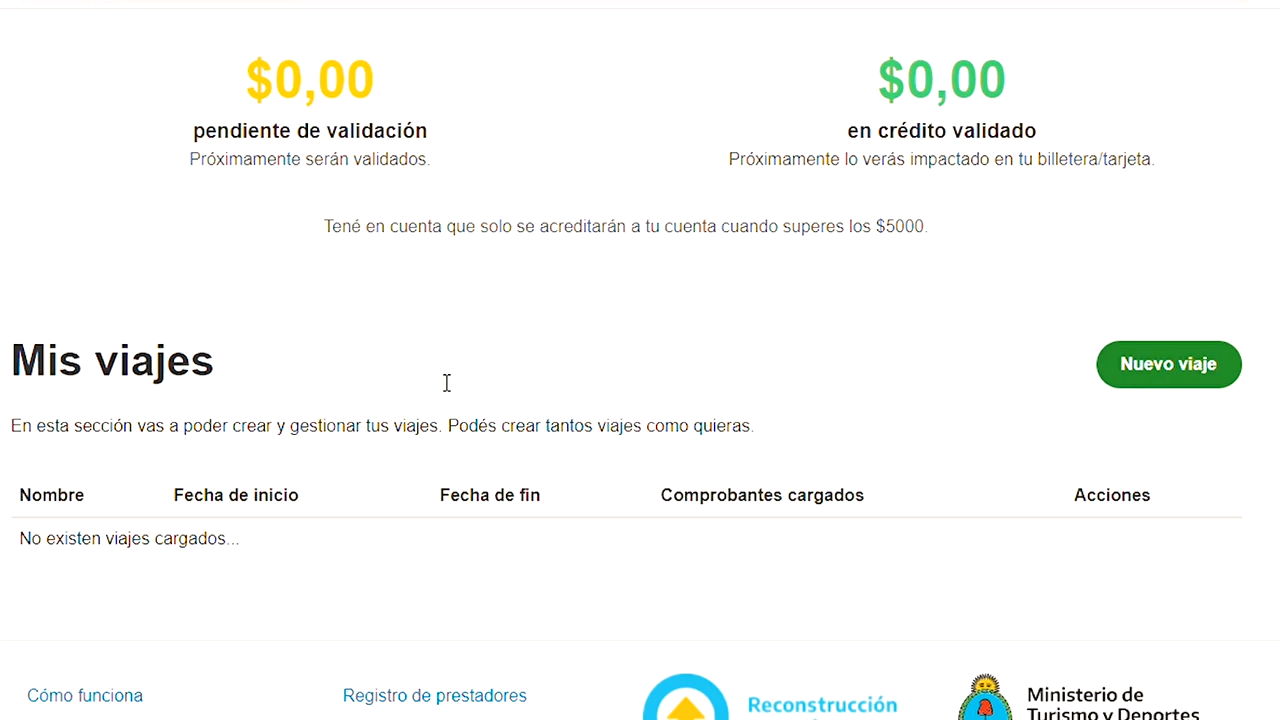 $0,00
pendiente de validación
Próximamente serán validados.
$0,00
en crédito validado
Próximamente lo verás impactado en tu billetera/tarjeta.
Tené en cuenta que solo se acreditarán a tu cuenta cuando superes los $5000.
Mis viajes
Nuevo viaje
En esta sección vas a poder crear y gestionar tus viajes. Podés crear tantos viajes como quieras.
Nombre Fecha de inicio Fecha de fin Comprobantes cargados Acciones
No existen viajes cargados...
Cómo funciona
Registro de prestadores
Reconstrucción
Ministerio de
Turismo y Deportes